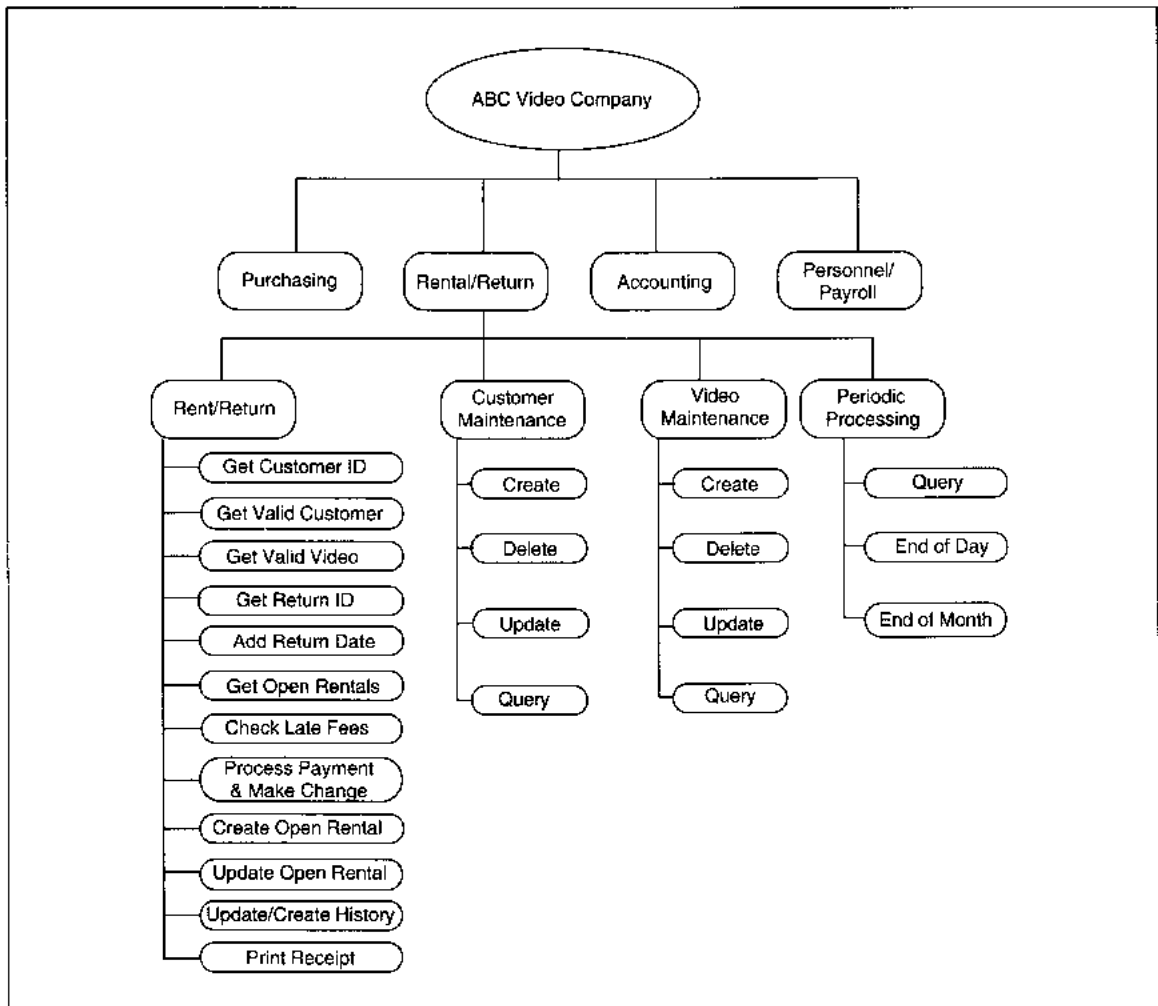 ABC Video Company
Purchasing
Rental/Return
Accounting
Personnel/
Payroll
Rent/Return
Customer
Maintenance
Video
Maintenance
Periodic
Processing
Get Customer ID
Get Valid Customer
Get Valid Video
Get Return ID
Add Return Date
Get Open Rentals
Check Late Fees
Process Payment
& Make Change
Create Open Rental
Update Open Rental
Update/Create History
Print Receipt
Create
Delete
Update
Query
Create
Delete
Update
Query
Query
End of Day
End of Month